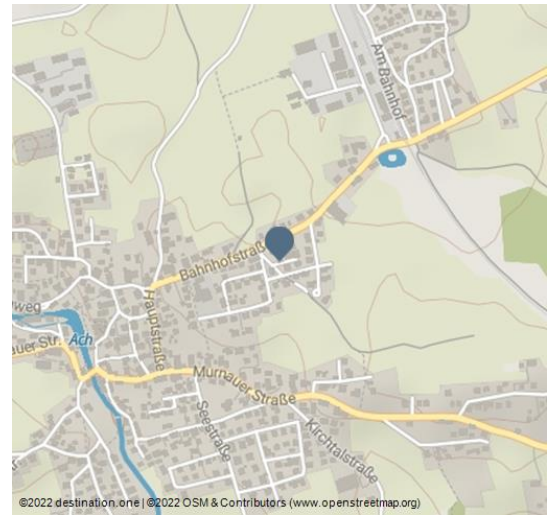 Am Bahnhof
Bahnhofstraße
Hauptstraße
Ach
Murnauer Straße
Seestraße
Kirchtalstraße
©2022 destination.one | ©2022 OSM & Contributors (www.openstreetmap.org)